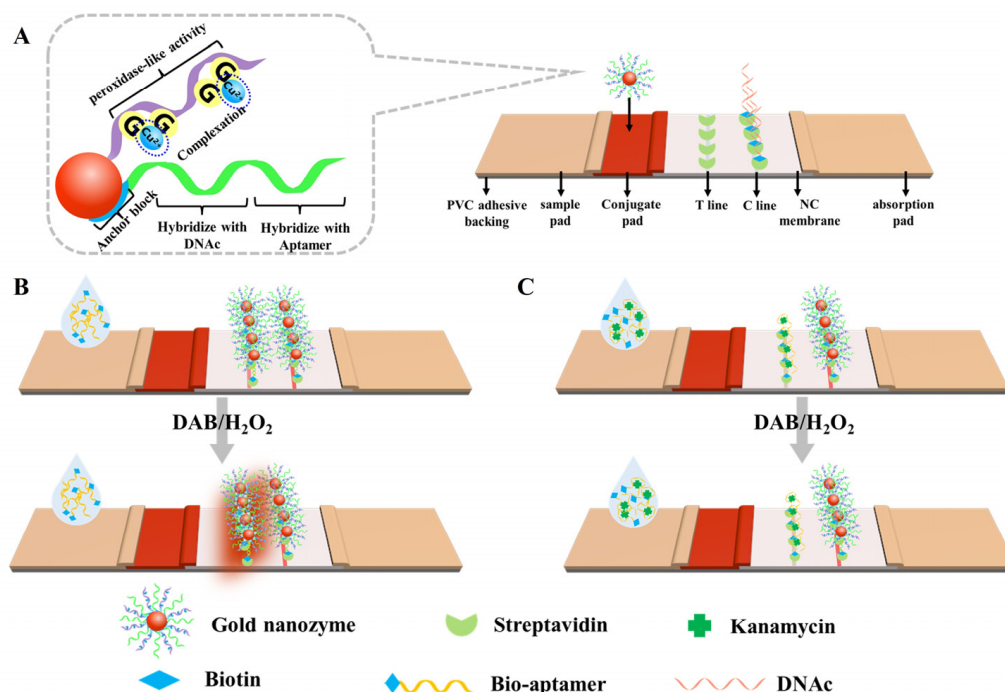 A
peroxidase-like activity
G G
Cu²⁺
G G
Cu²⁺
Complexation
Anchor block
Hybridize with
DNAc
Hybridize with
Aptamer
PVC adhesive
backing
sample
pad
Conjugate
pad
T line
C line
NC
membrane
absorption
pad
B
DAB/H₂O₂
C
DAB/H₂O₂
Gold nanozyme
Streptavidin
Kanamycin
Biotin
Bio-aptamer
DNAc